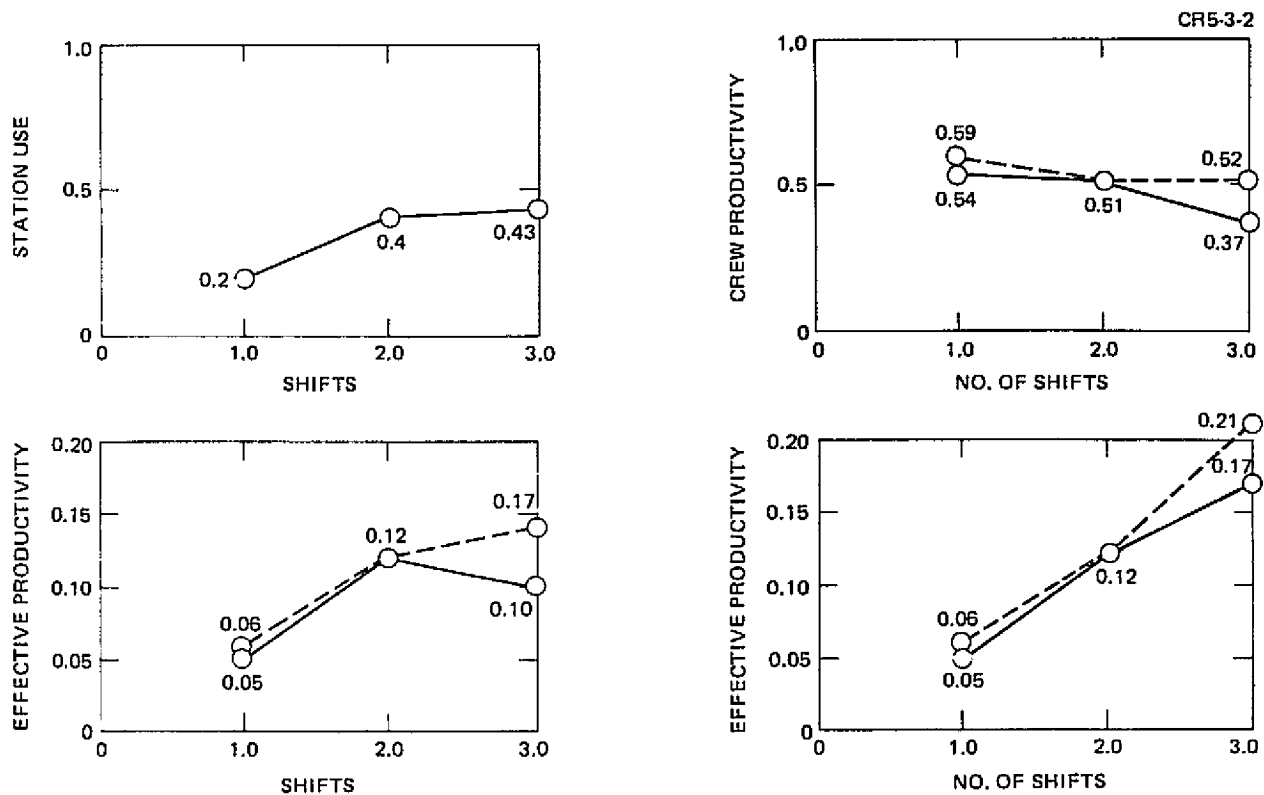 CR5-3-2
1.0
STATION USE
0.5
0.2
0.4
0.43
0
0 1.0 2.0 3.0
SHIFTS
1.0
CREW PRODUCTIVITY
0.59
0.52
0.5
0.54
0.51
0.37
0
0 1.0 2.0 3.0
NO. OF SHIFTS
0.20
EFFECTIVE PRODUCTIVITY
0.17
0.15
0.12
0.10
0.10
0.06
0.05
0.05
0
0 1.0 2.0 3.0
SHIFTS
0.21
0.20
EFFECTIVE PRODUCTIVITY
0.17
0.15
0.12
0.10
0.06
0.05
0.05
0
0 1.0 2.0 3.0
NO. OF SHIFTS